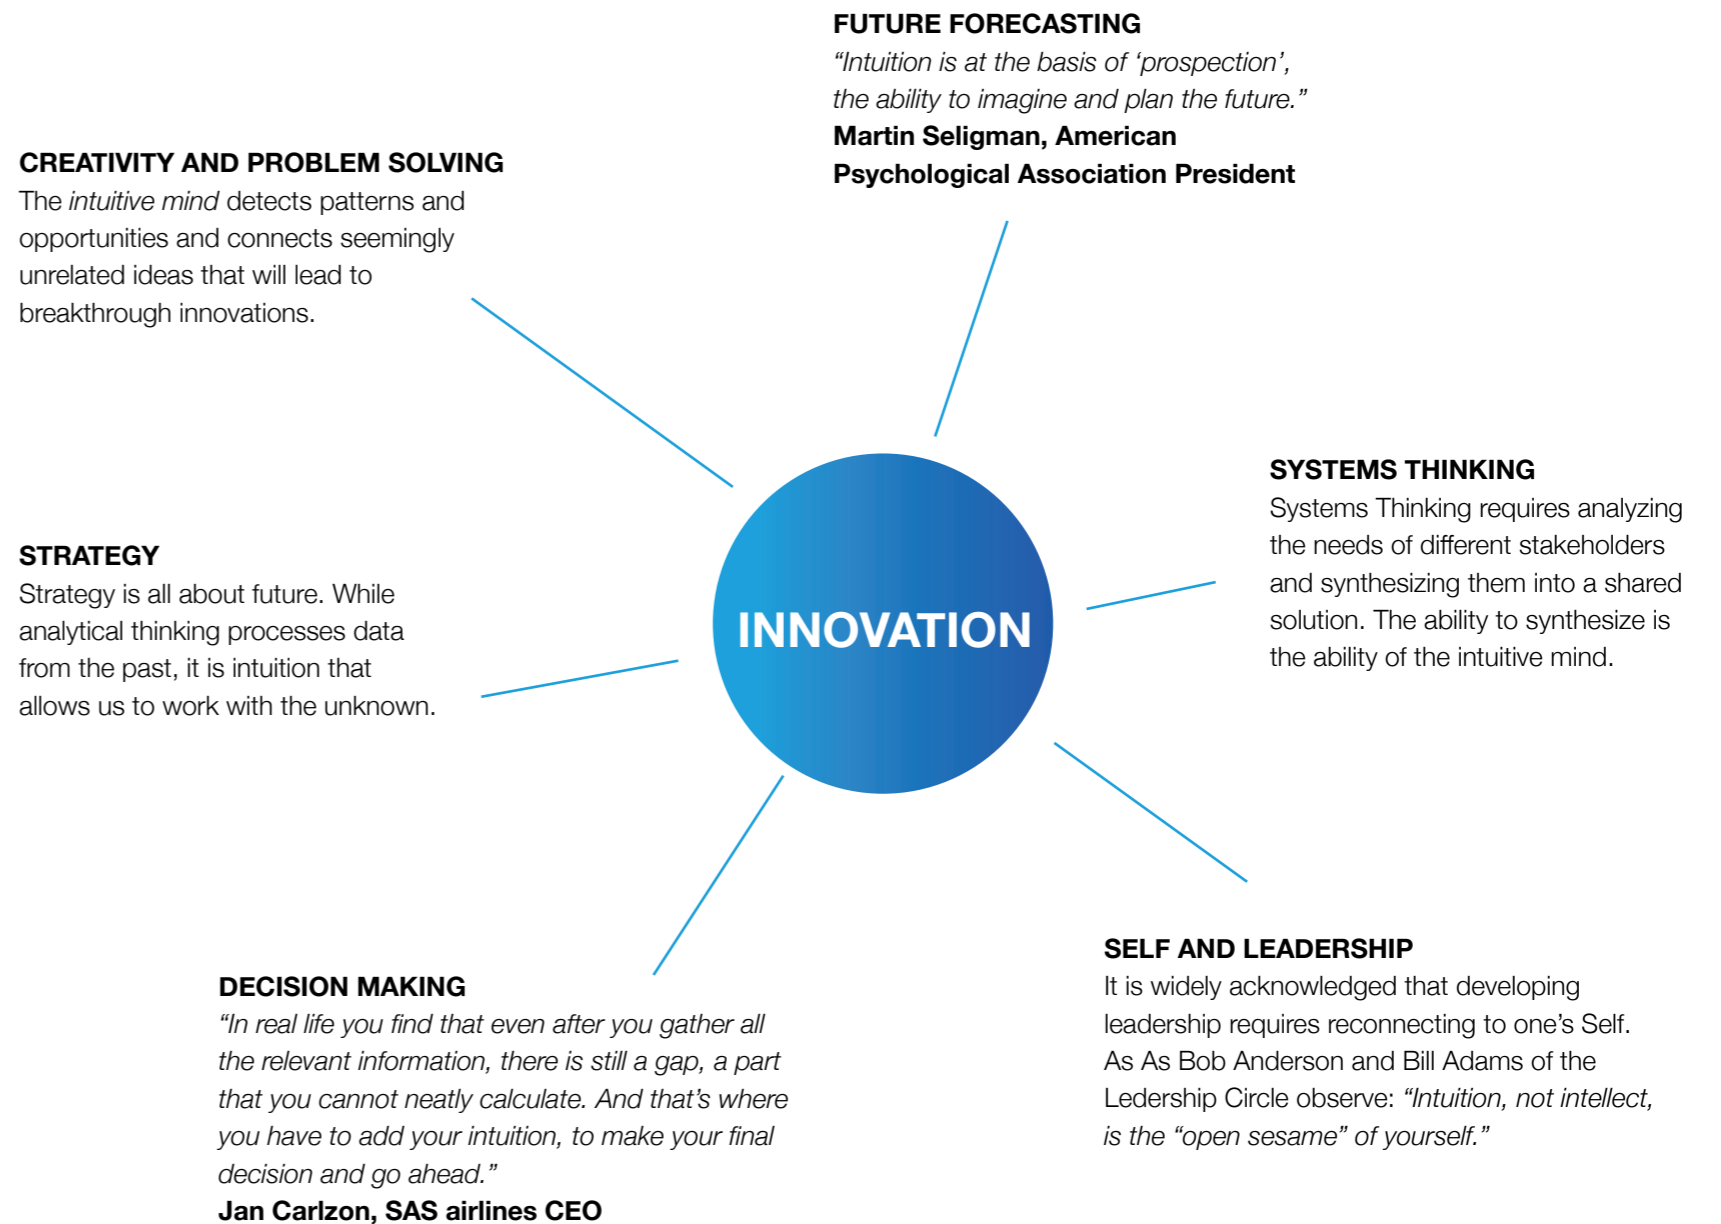 FUTURE FORECASTING
“Intuition is at the basis of ‘prospection’,
the ability to imagine and plan the future.”
Martin Seligman, American
Psychological Association President
CREATIVITY AND PROBLEM SOLVING
The intuitive mind detects patterns and
opportunities and connects seemingly
unrelated ideas that will lead to
breakthrough innovations.
SYSTEMS THINKING
Systems Thinking requires analyzing
the needs of different stakeholders
and synthesizing them into a shared
solution. The ability to synthesize is
the ability of the intuitive mind.
STRATEGY
Strategy is all about future. While
analytical thinking processes data
from the past, it is intuition that
allows us to work with the unknown.
INNOVATION
SELF AND LEADERSHIP
It is widely acknowledged that developing
leadership requires reconnecting to one’s Self.
As As Bob Anderson and Bill Adams of the
Ledership Circle observe: “Intuition, not intellect,
is the “open sesame” of yourself.”
DECISION MAKING
“In real life you find that even after you gather all
the relevant information, there is still a gap, a part
that you cannot neatly calculate. And that’s where
you have to add your intuition, to make your final
decision and go ahead.”
Jan Carlzon, SAS airlines CEO